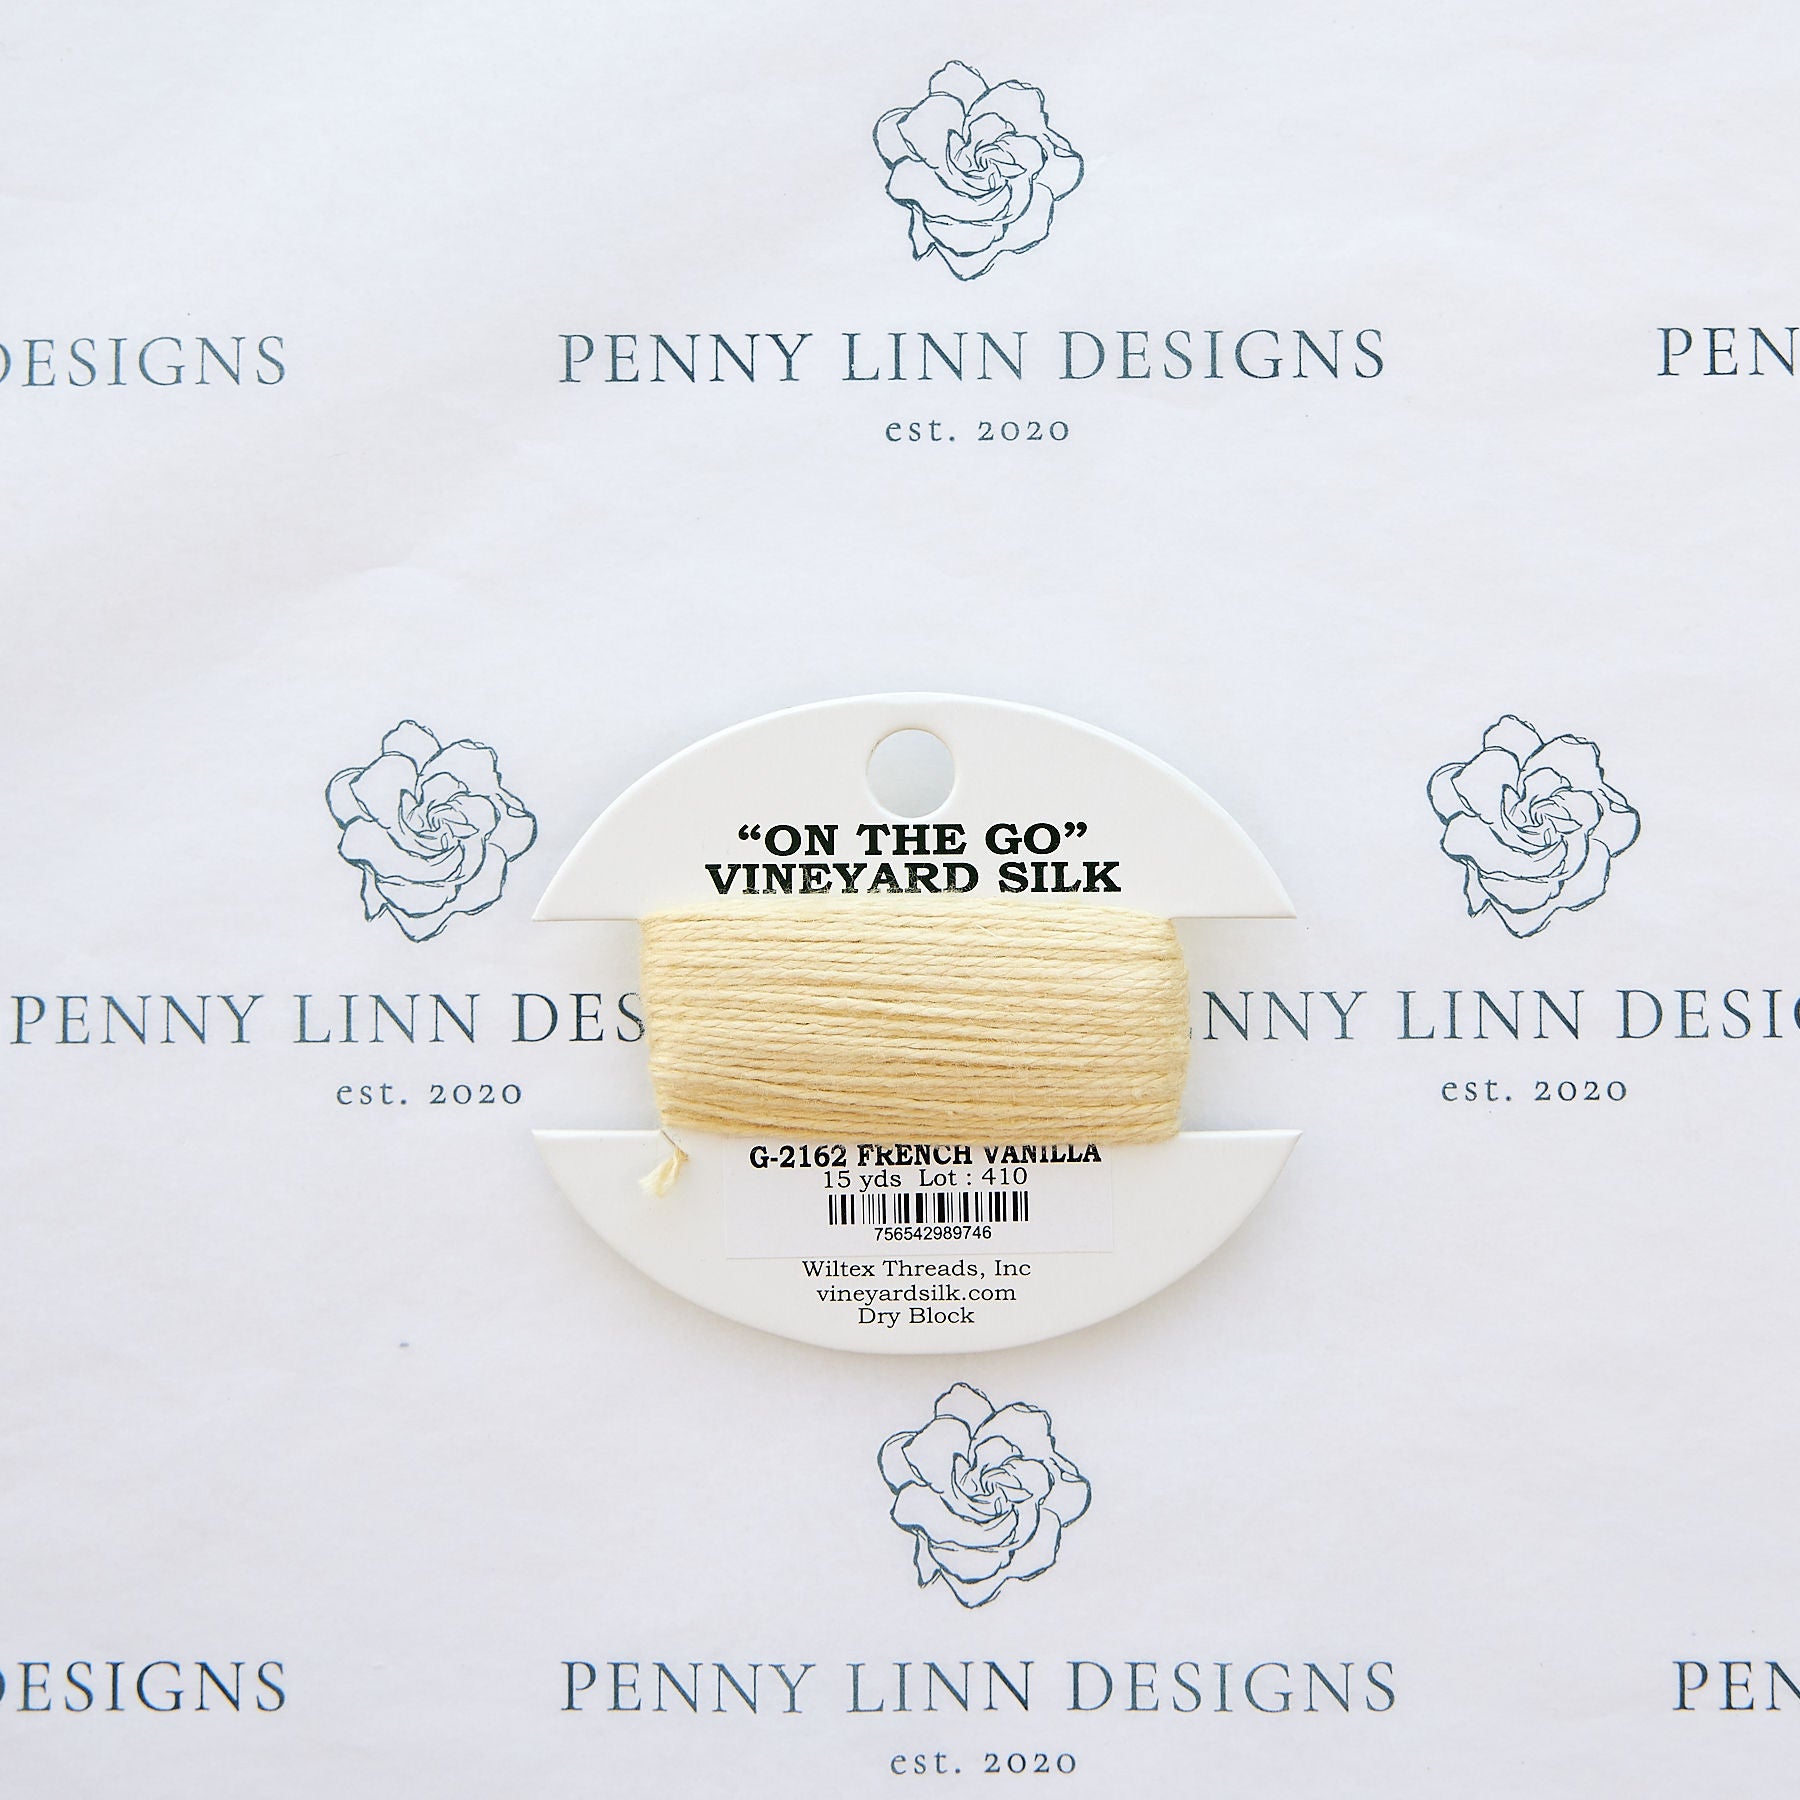 DESIGNS
PENNY LINN DESIGNS
PEN
est. 2020
"ON THE GO"
VINEYARD SILK
PENNY LINN DES
NNY LINN DESIG
est. 2020
est. 2020
G-2162 FRENCH VANILLA
15 yds Lot : 410
756542989746
Wiltex Threads, Inc
vineyardsilk.com
Dry Block
DESIGNS
PENNY LINN DESIGNS
PEN
est. 2020